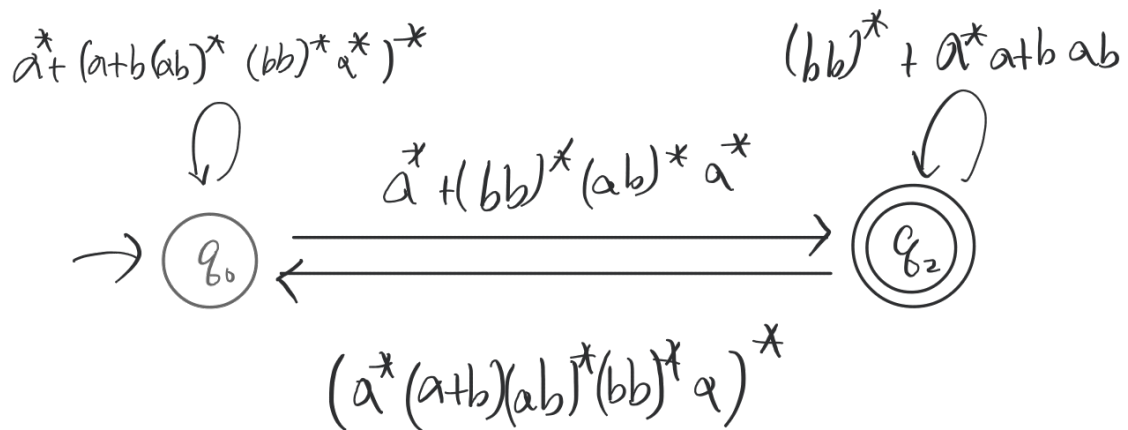 a* + (a+b(ab)* (bb)* a*)*
(bb)* + a* a+b ab
a* + (bb)* (ab)* a*
q₀
q₂
(a* (a+b)(ab)* (bb)* a)*